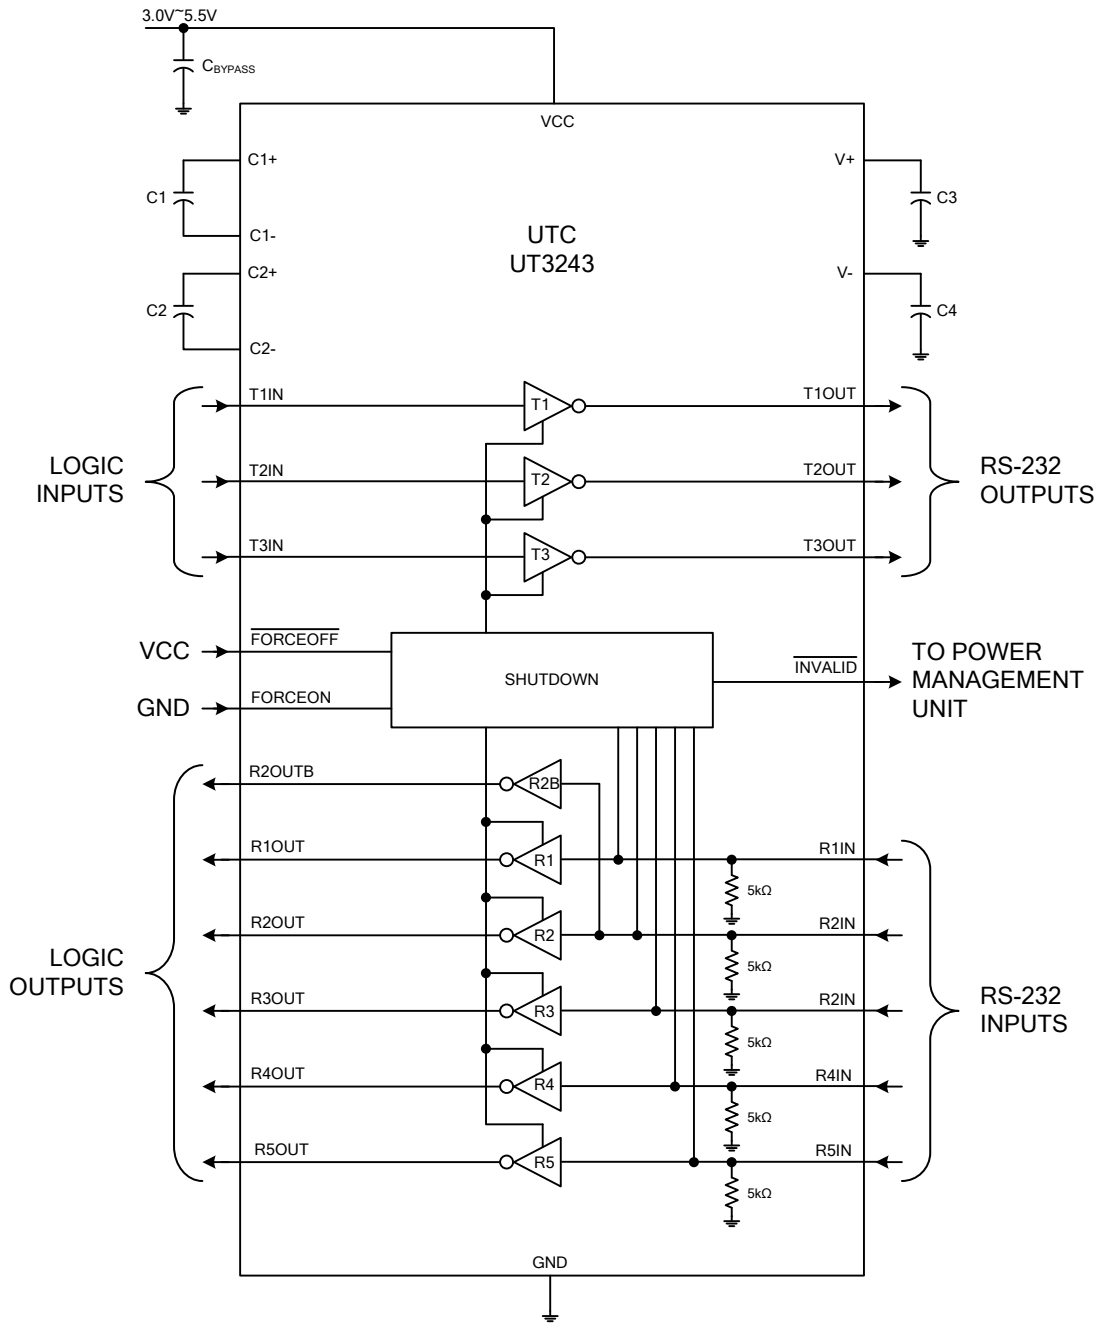 3.0V~5.5V
CBYPASS
VCC
C1+
V+
C1
C3
C1-
UTC
UT3243
C2+
V-
C2
C4
C2-
T1IN
T1
T1OUT
LOGIC
INPUTS
T2IN
T2
T2OUT
RS-232
OUTPUTS
T3IN
T3
T3OUT
VCC
FORCEOFF
SHUTDOWN
INVALID
TO POWER
MANAGEMENT
UNIT
GND
FORCEON
R2OUTB
R2B
R1OUT
R1
R1IN
5kΩ
R2OUT
R2
R2IN
5kΩ
LOGIC
OUTPUTS
R3OUT
R3
R2IN
5kΩ
RS-232
INPUTS
R4OUT
R4
R4IN
5kΩ
R5OUT
R5
R5IN
5kΩ
GND